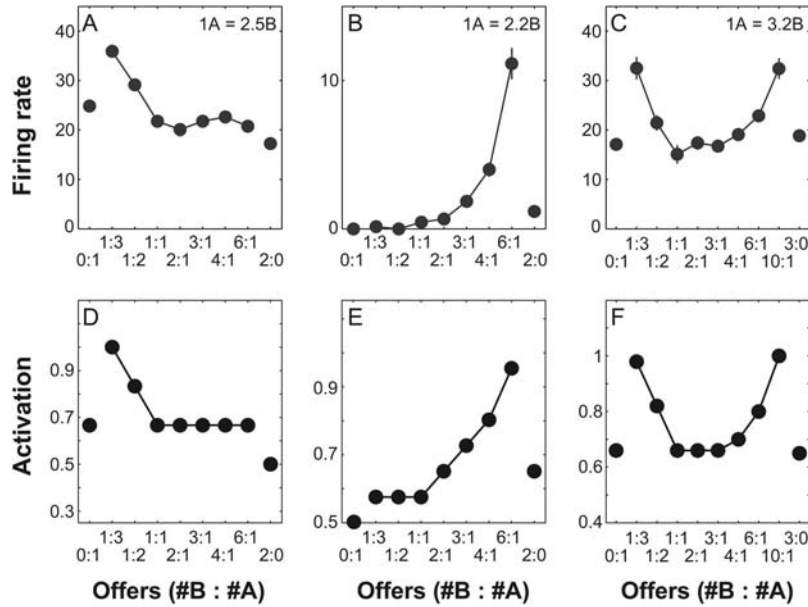 A
1A = 2.5B
B
1A = 2.2B
C
1A = 3.2B
Firing rate
40
30
20
10
0
10
0
40
30
20
10
0
1:3 1:1 3:1 6:1
0:1 1:2 2:1 4:1 2:0
1:3 1:1 3:1 6:1
0:1 1:2 2:1 4:1 2:0
1:3 1:1 3:1 6:1 3:0
0:1 1:2 2:1 4:1 10:1
D
E
F
Activation
0.9
0.7
0.5
0.3
0.9
0.7
0.5
1
0.8
0.6
0.4
1:3 1:1 3:1 6:1
0:1 1:2 2:1 4:1 2:0
1:3 1:1 3:1 6:1
0:1 1:2 2:1 4:1 2:0
1:3 1:1 3:1 6:1 3:0
0:1 1:2 2:1 4:1 10:1
Offers (#B : #A)
Offers (#B : #A)
Offers (#B : #A)